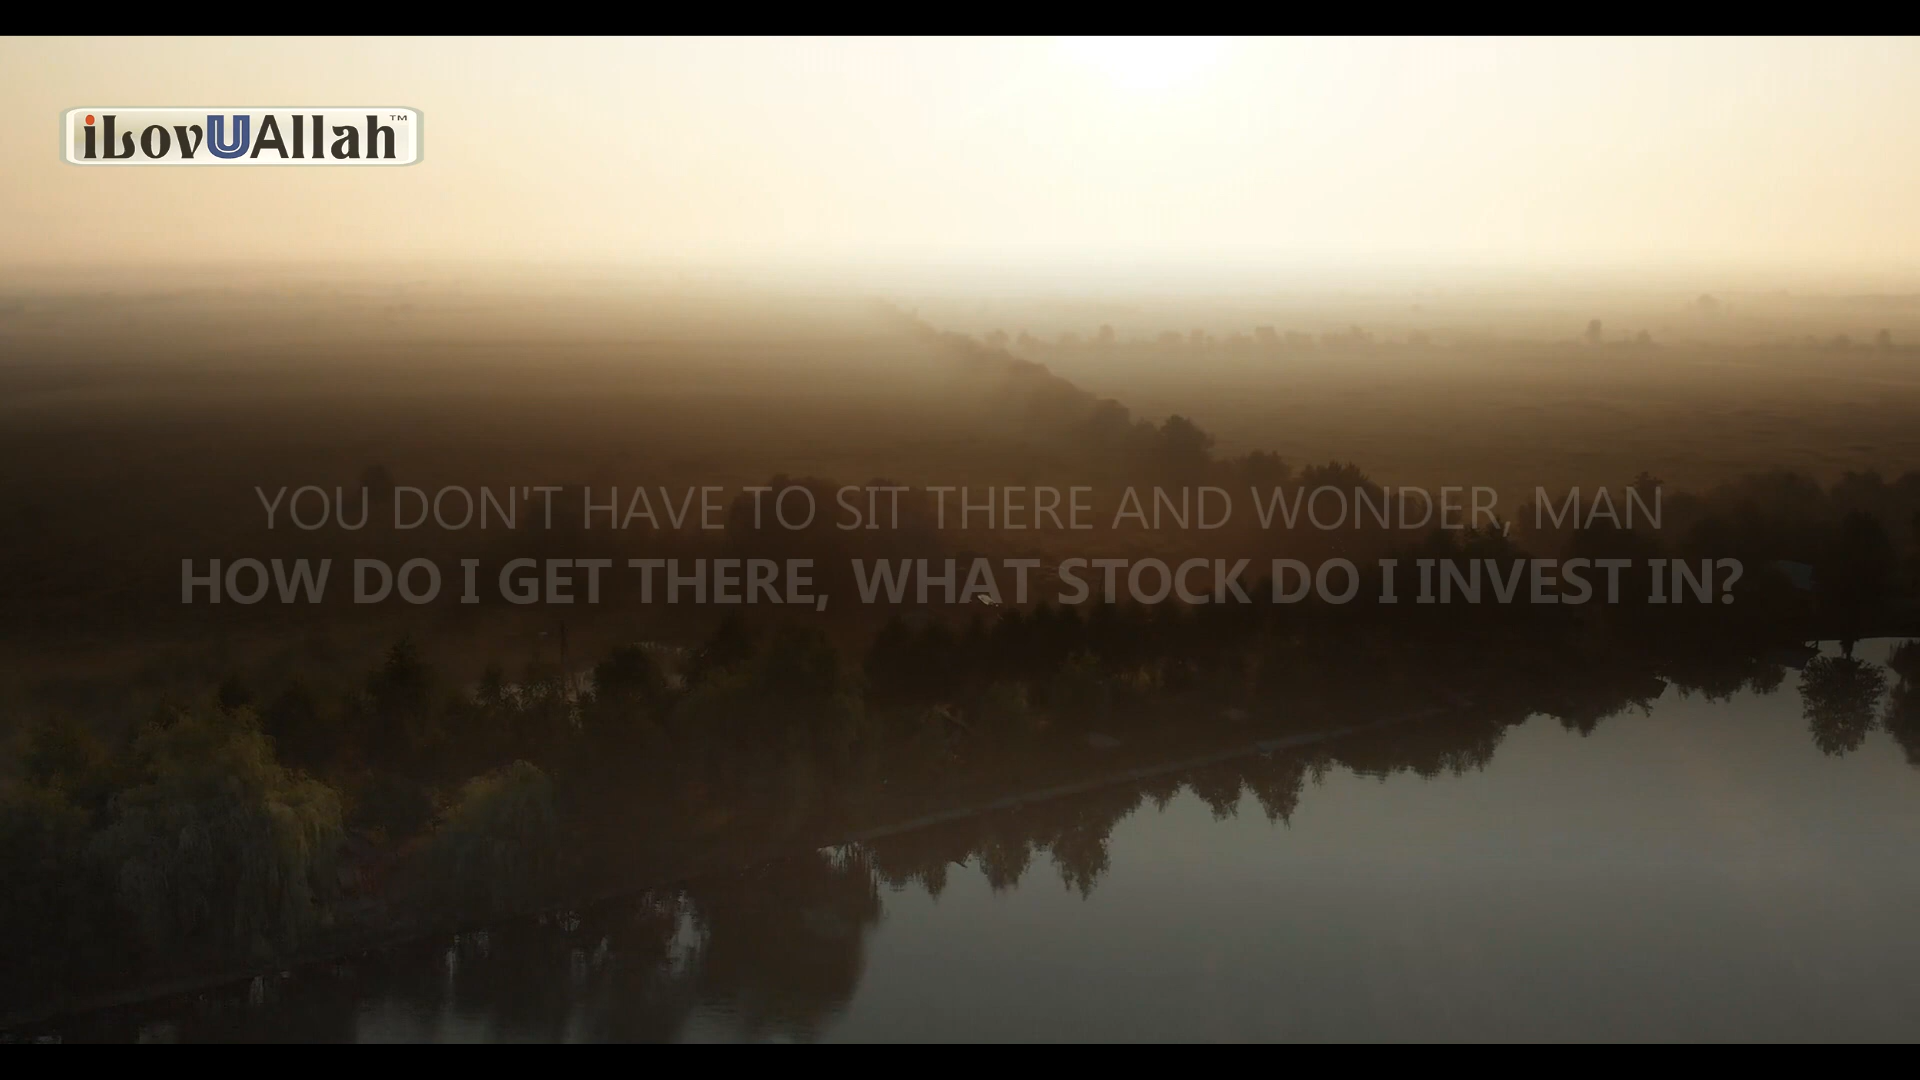 iLovUAllah™
YOU DON'T HAVE TO SIT THERE AND WONDER, MAN
HOW DO I GET THERE, WHAT STOCK DO I INVEST IN?